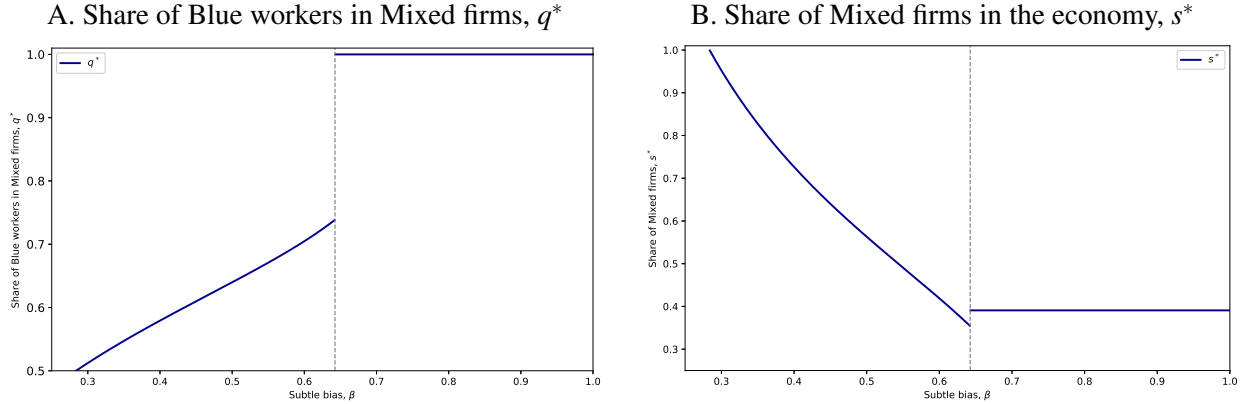 A. Share of Blue workers in Mixed firms, q*
1.0
0.9
0.8
0.7
0.6
0.5
Share of Blue workers in Mixed firms, q*
q*
0.3 0.4 0.5 0.6 0.7 0.8 0.9 1.0
Subtle bias, β
B. Share of Mixed firms in the economy, s*
1.0
0.9
0.8
0.7
0.6
0.5
0.4
0.3
Share of Mixed firms, s*
s*
0.3 0.4 0.5 0.6 0.7 0.8 0.9 1.0
Subtle bias, β